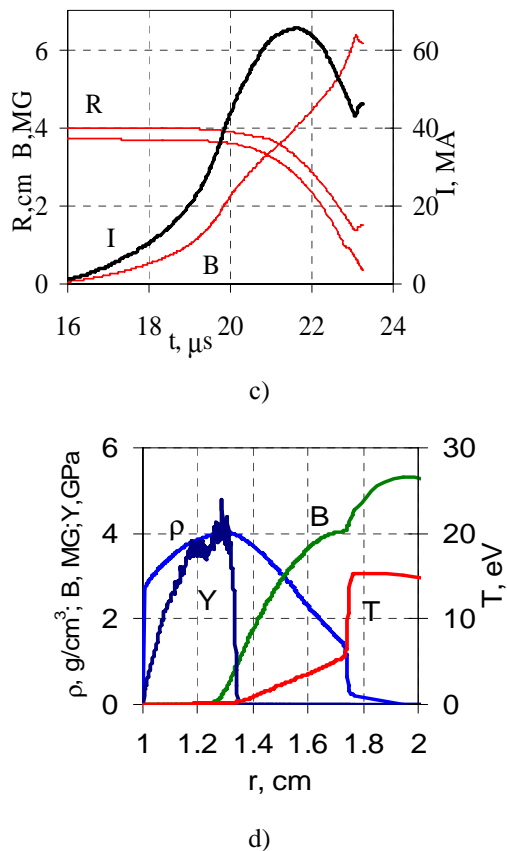 R,cm B,MG
6
4
2
0
R
I
B
60
40
20
0
I, MA
16 18 20 22 24
t, μs
c)
ρ, g/cm³; B, MG;Y,GPa
6
4
2
0
ρ
Y
B
T
30
20
10
0
T, eV
1 1.2 1.4 1.6 1.8 2
r, cm
d)